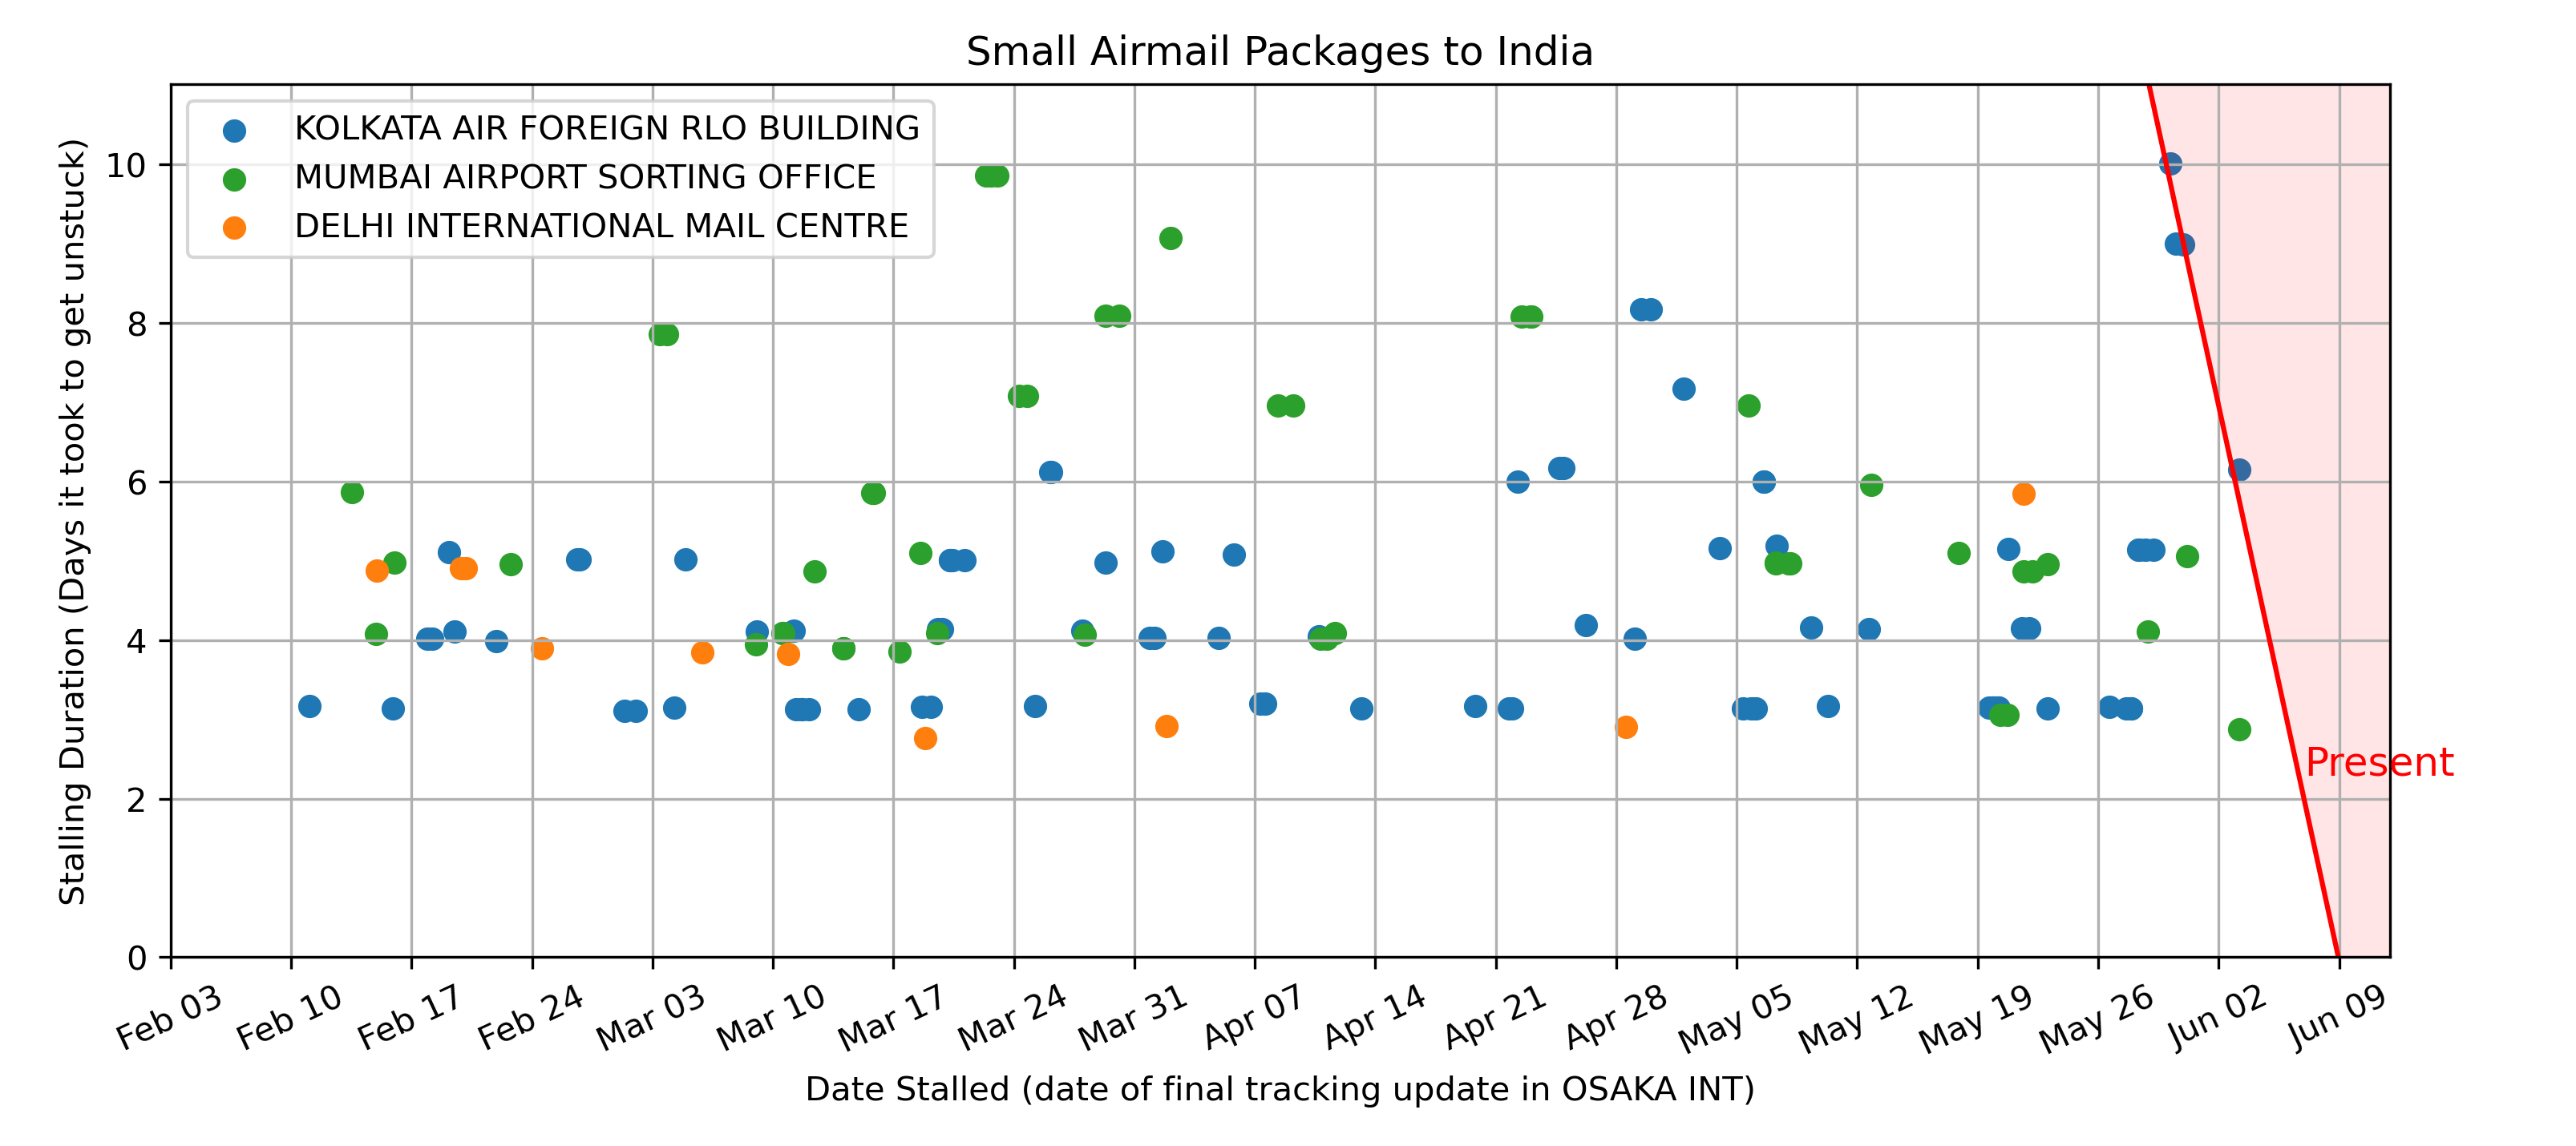 Small Airmail Packages to India
KOLKATA AIR FOREIGN RLO BUILDING
MUMBAI AIRPORT SORTING OFFICE
DELHI INTERNATIONAL MAIL CENTRE
Stalling Duration (Days it took to get unstuck)
10
8
6
4
2
0
Present
Feb 03
Feb 10
Feb 17
Feb 24
Mar 03
Mar 10
Mar 17
Mar 24
Mar 31
Apr 07
Apr 14
Apr 21
Apr 28
May 05
May 12
May 19
May 26
Jun 02
Jun 09
Date Stalled (date of final tracking update in OSAKA INT)